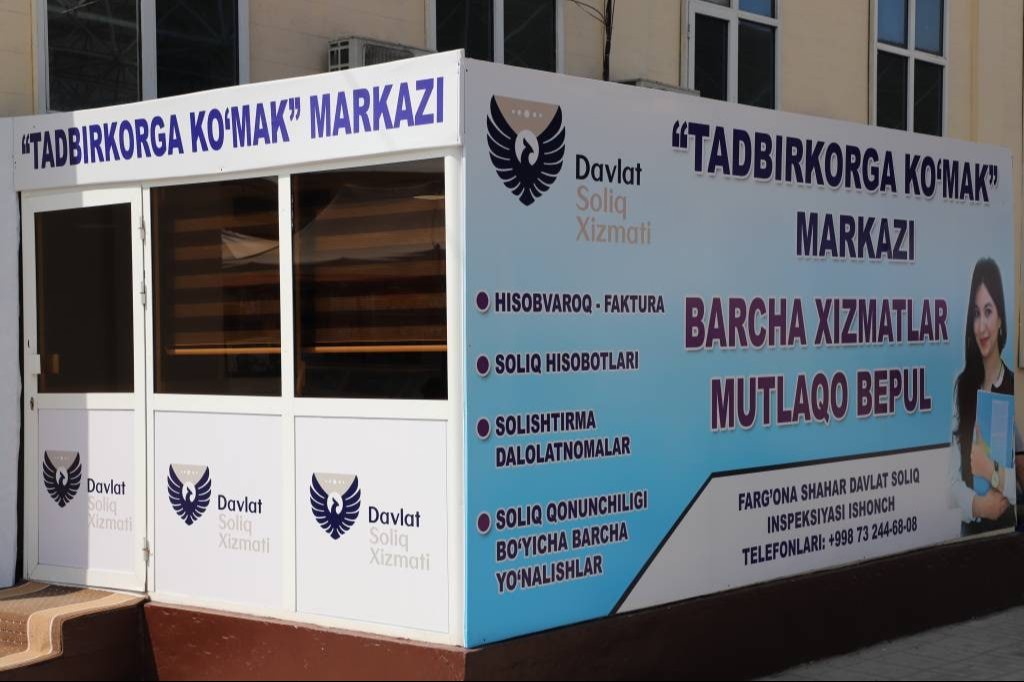 “TADBIRKORGA KO‘MAK” MARKAZI
Davlat
Soliq
Xizmati
Davlat
Soliq
Xizmati
Davlat
Soliq
Xizmati
Davlat
Soliq
Xizmati
“TADBIRKORGA KO‘MAK”
MARKAZI
HISOBVAROQ - FAKTURA
SOLIQ HISOBOTLARI
SOLISHTIRMA
DALOLATNOMALAR
SOLIQ QONUNCHILIGI
BO‘YICHA BARCHA
YO‘NALISHLAR
BARCHA XIZMATLAR
MUTLAQO BEPUL
FARG’ONA SHAHAR DAVLAT SOLIQ
INSPEKSIYASI ISHONCH
TELEFONLARI: +998 73 244-68-08